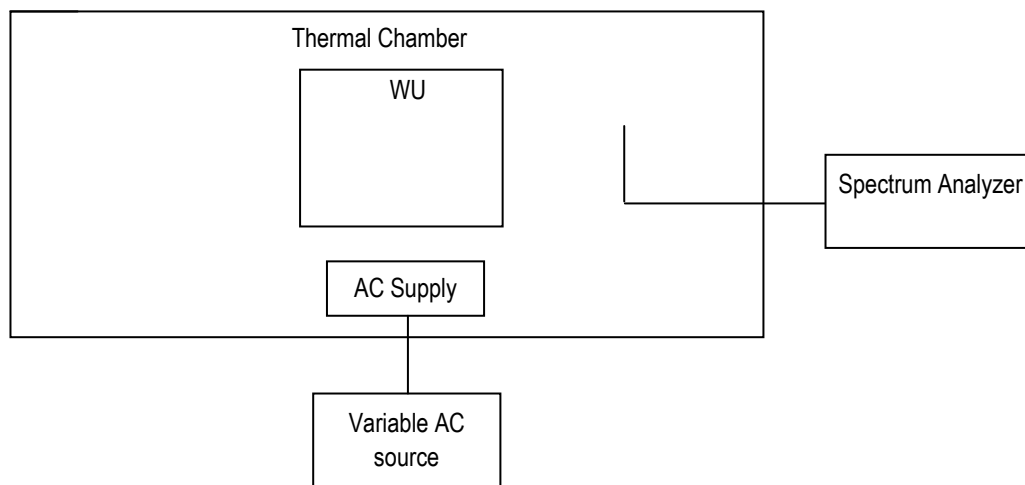 Thermal Chamber
WU
Spectrum Analyzer
AC Supply
Variable AC
source